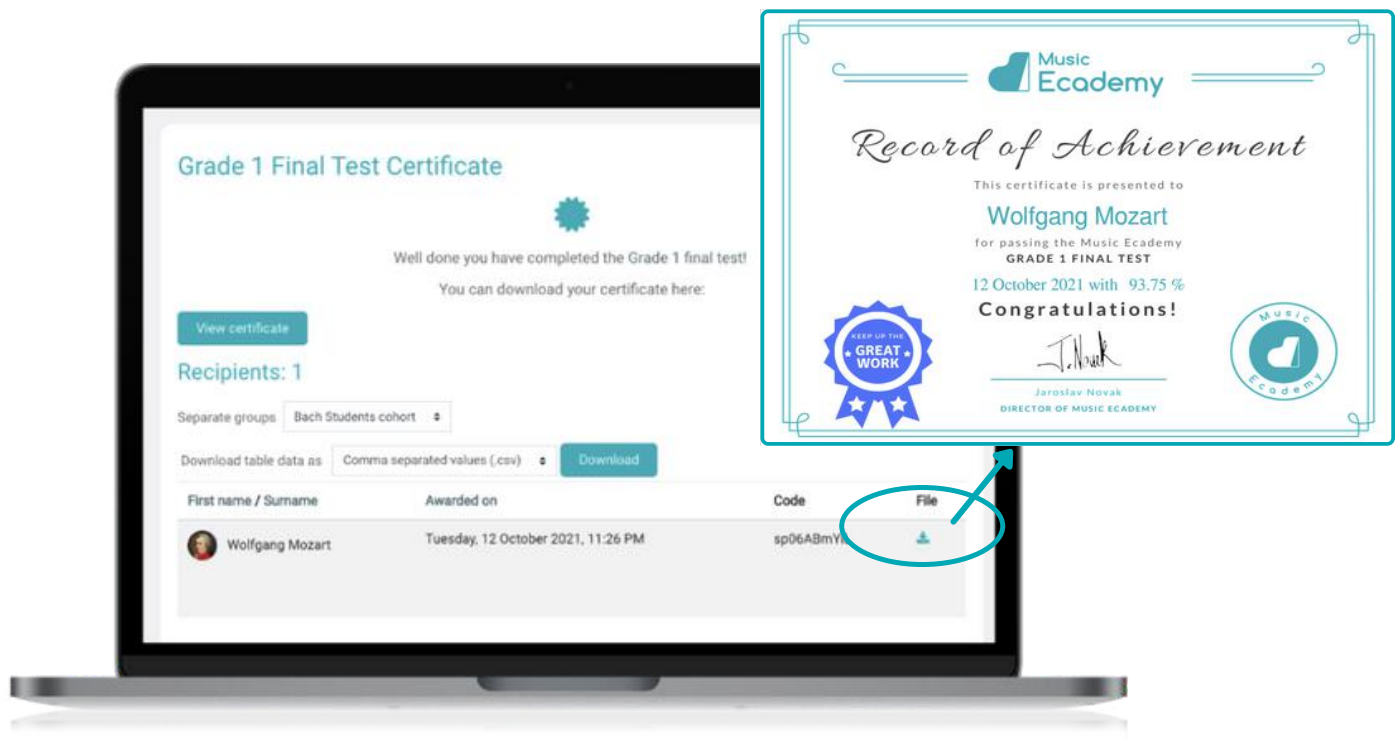 Grade 1 Final Test Certificate
Well done you have completed the Grade 1 final test!
You can download your certificate here:
View certificate
Recipients: 1
Separate groups Bach Students cohort
Download table data as Comma separated values (.csv) Download
First name / Surname Awarded on Code File
Wolfgang Mozart Tuesday, 12 October 2021, 11:26 PM
Music
Ecademy
Record of Achievement
This certificate is presented to
Wolfgang Mozart
for passing the Music Ecademy
GRADE 1 FINAL TEST
12 October 2021 with 93.75 %
Congratulations!
KEEP UP THE
GREAT
WORK
J. Novak
Jaroslav Novak
DIRECTOR OF MUSIC ECADEMY
Music
Ecademy